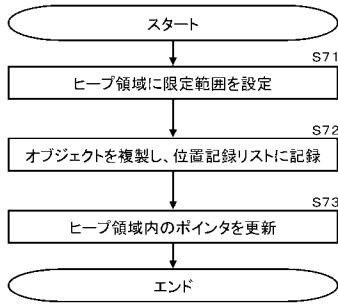 スタート
S71
ヒープ領域に限定範囲を設定
S72
オブジェクトを複製し、位置記録リストに記録
S73
ヒープ領域内のポインタを更新
エンド